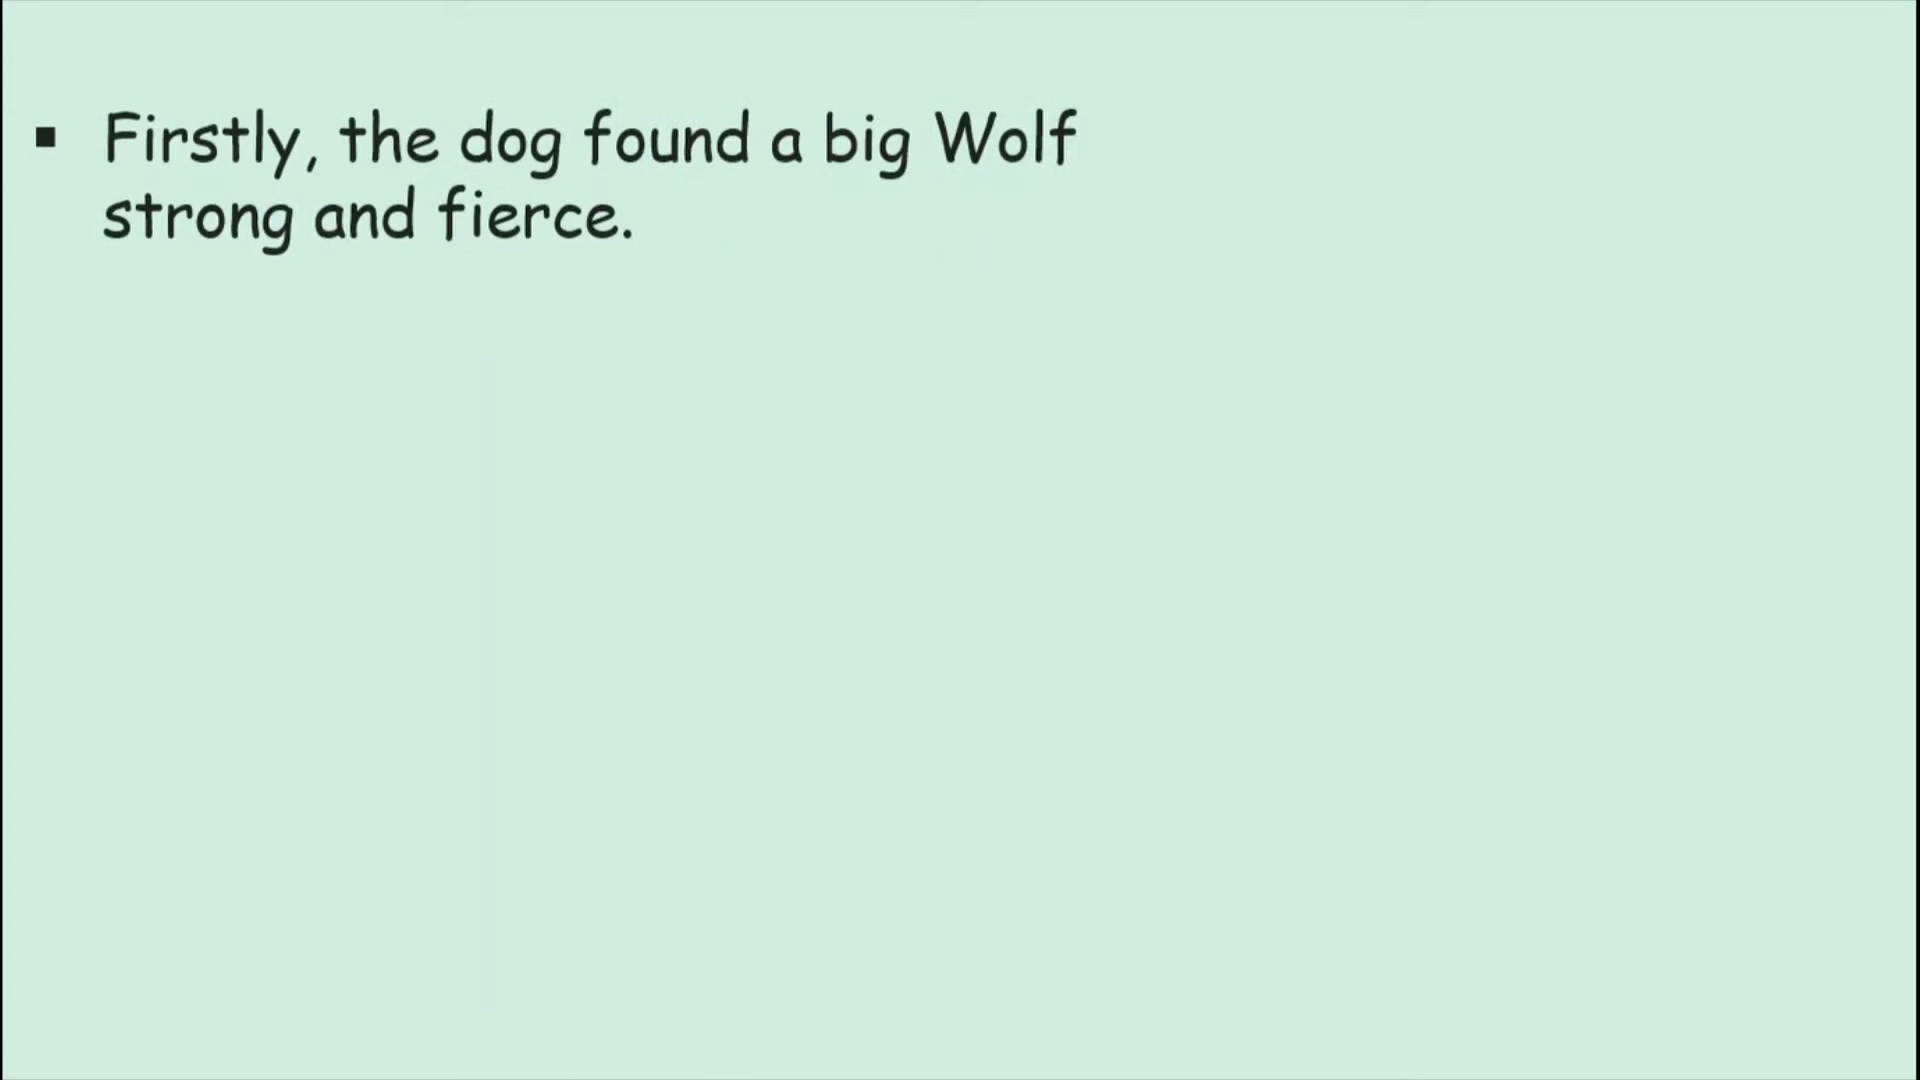 ▪ Firstly, the dog found a big Wolf
strong and fierce.